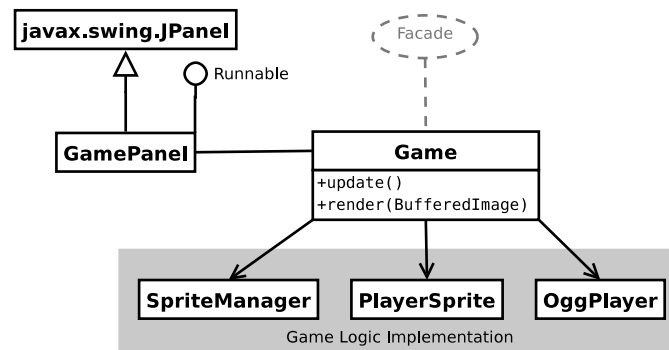 javax.swing.JPanel
Facade
Runnable
GamePanel
Game
+update()
+render(BufferedImage)
SpriteManager
PlayerSprite
OggPlayer
Game Logic Implementation